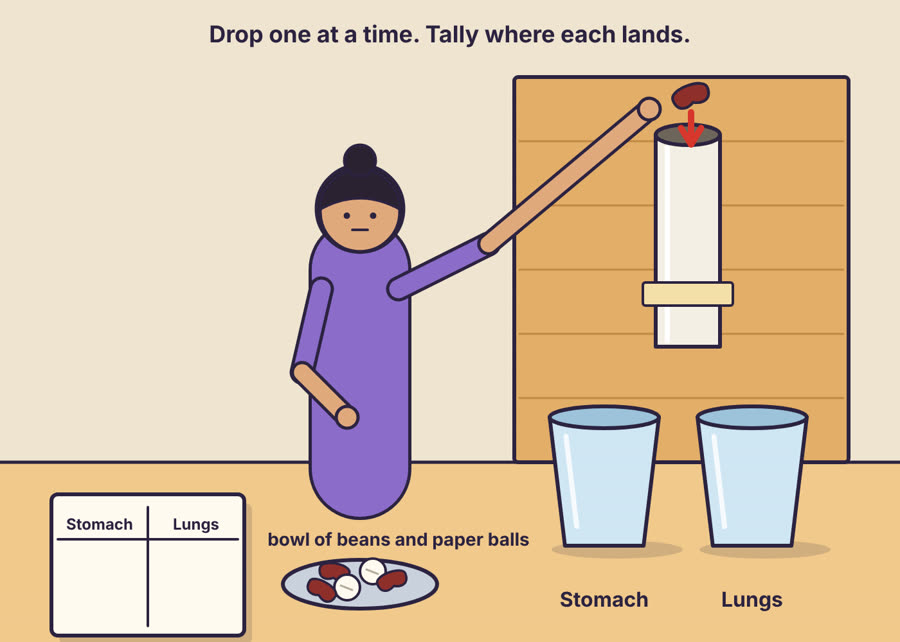 Drop one at a time. Tally where each lands.
Stomach Lungs
bowl of beans and paper balls
Stomach Lungs